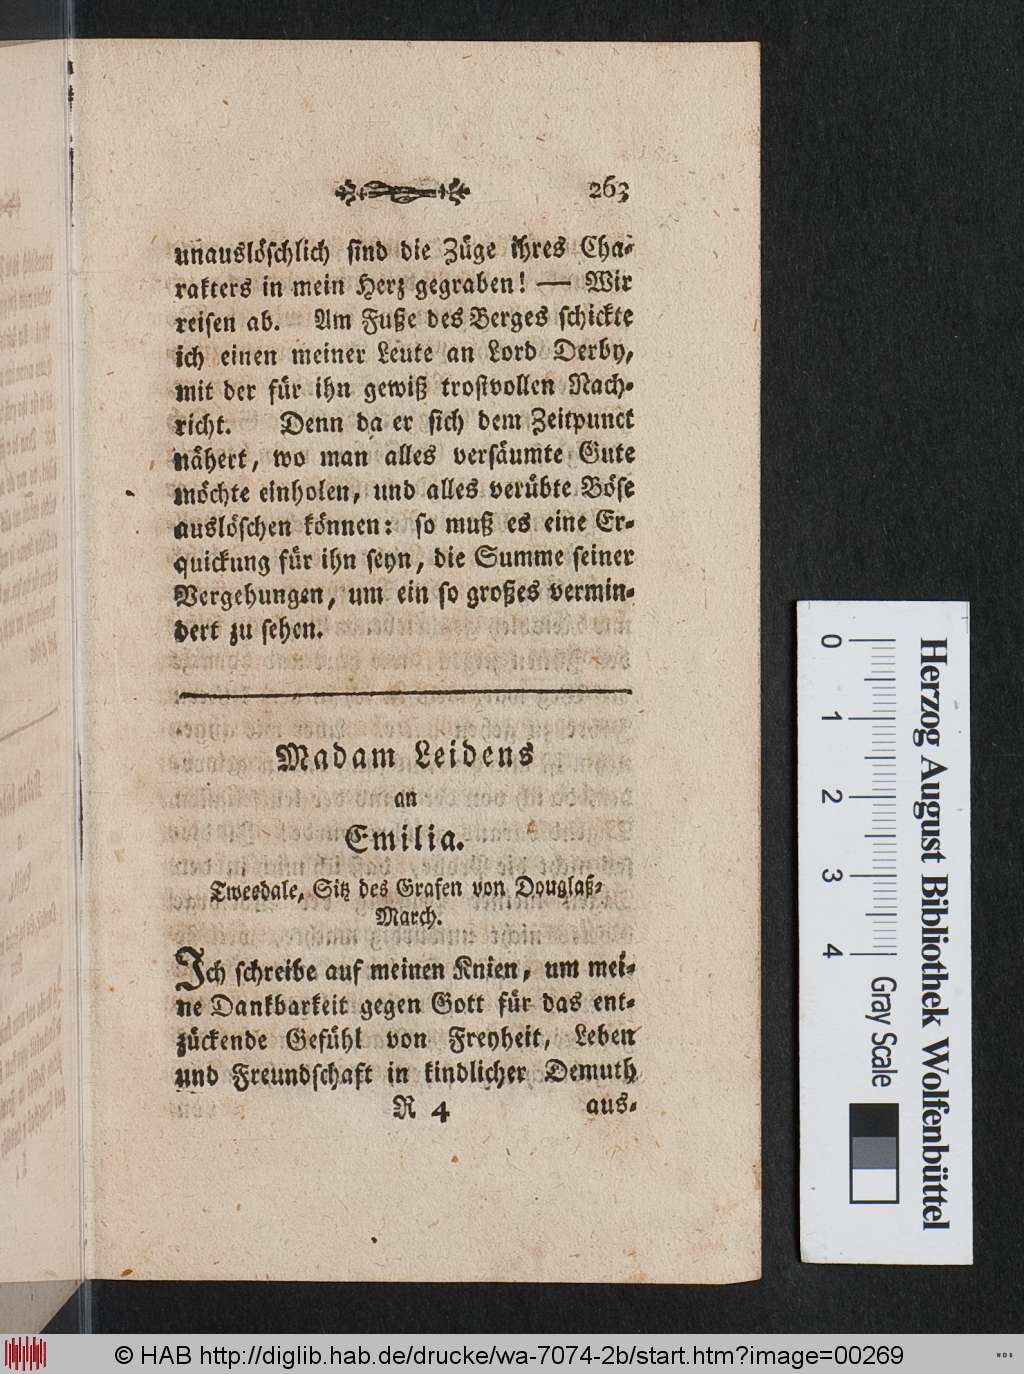 263
unauslöschlich sind die Züge ihres Cha-
rakters in mein Herz gegraben! — Wir
reisen ab. Am Fuße des Berges schickte
ich einen meiner Leute an Lord Derby,
mit der für ihn gewiß trostvollen Nach-
richt. Denn da er sich dem Zeitpunct
nähert, wo man alles versäumte Gute
möchte einholen, und alles verübte Böse
auslöschen können: so muß es eine Er-
quickung für ihn seyn, die Summe seiner
Vergehungen, um ein so großes vermin-
dert zu sehen.
Madam Leidens
an
Emilia.
Tweedale, Sitz des Grafen von Douglaß-
March.
Ich schreibe auf meinen Knien, um mei-
ne Dankbarkeit gegen Gott für das ent-
zückende Gefühl von Freyheit, Leben
und Freundschaft in kindlicher Demuth
R 4 aus-
0 1 2 3 4
Gray Scale
Herzog August Bibliothek Wolfenbüttel
© HAB http://diglib.hab.de/drucke/wa-7074-2b/start.htm?image=00269